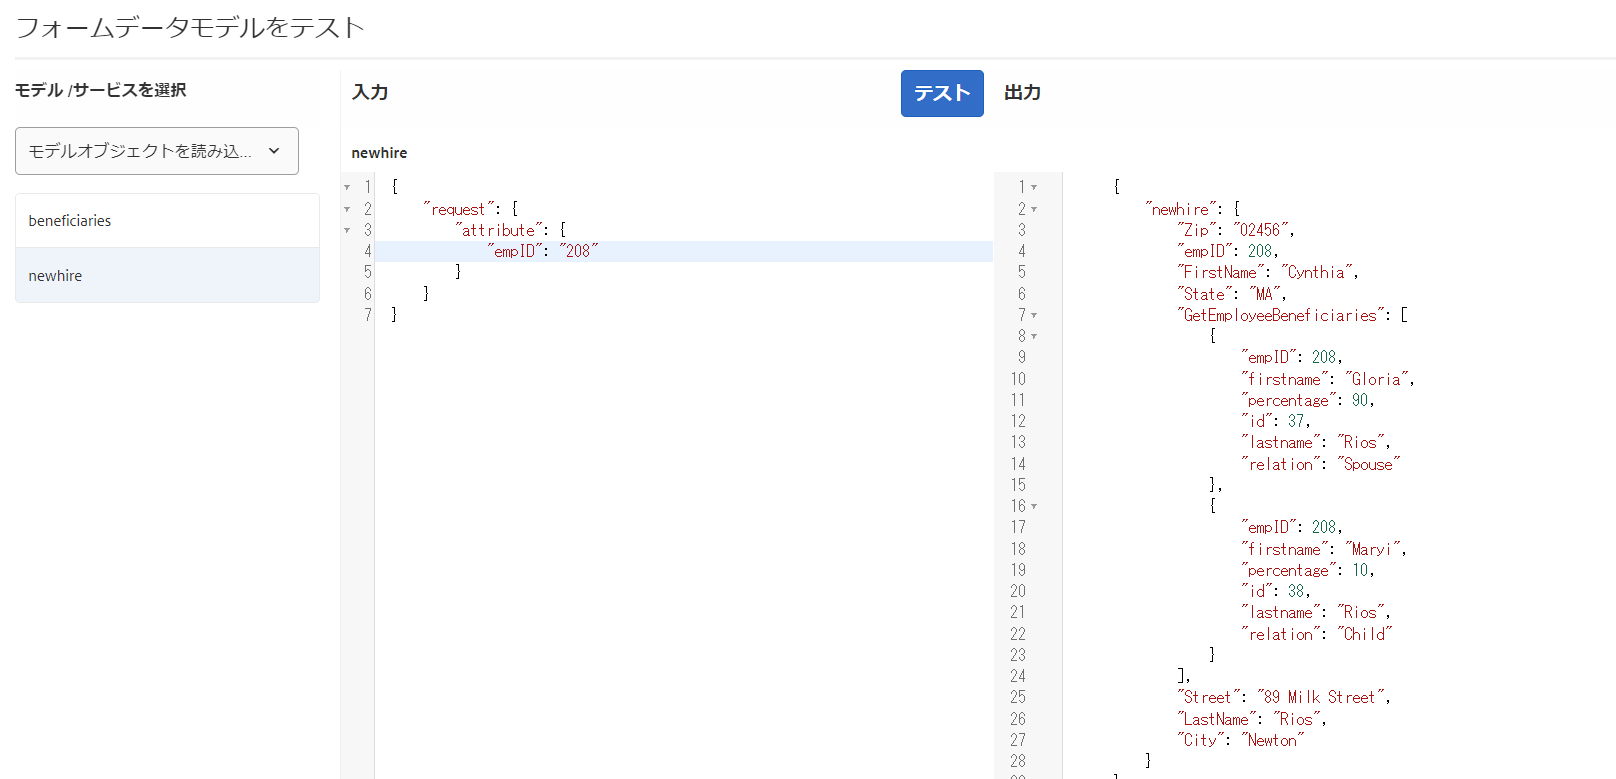 フォームデータモデルをテスト
モデル /サービスを選択
モデルオブジェクトを読み込...
beneficiaries
newhire
入力
テスト
newhire
1 {
2 "request": {
3 "attribute": {
4 "empID": "208"
5 }
6 }
7 }
出力
1 {
2 "newhire": {
3 "Zip": "02456",
4 "empID": 208,
5 "FirstName": "Cynthia",
6 "State": "MA",
7 "GetEmployeeBeneficiaries": [
8 {
9 "empID": 208,
10 "firstname": "Gloria",
11 "percentage": 90,
12 "id": 37,
13 "lastname": "Rios",
14 "relation": "Spouse"
15 },
16 {
17 "empID": 208,
18 "firstname": "Maryi",
19 "percentage": 10,
20 "id": 38,
21 "lastname": "Rios",
22 "relation": "Child"
23 }
24 ],
25 "Street": "89 Milk Street",
26 "LastName": "Rios",
27 "City": "Newton"
28 }